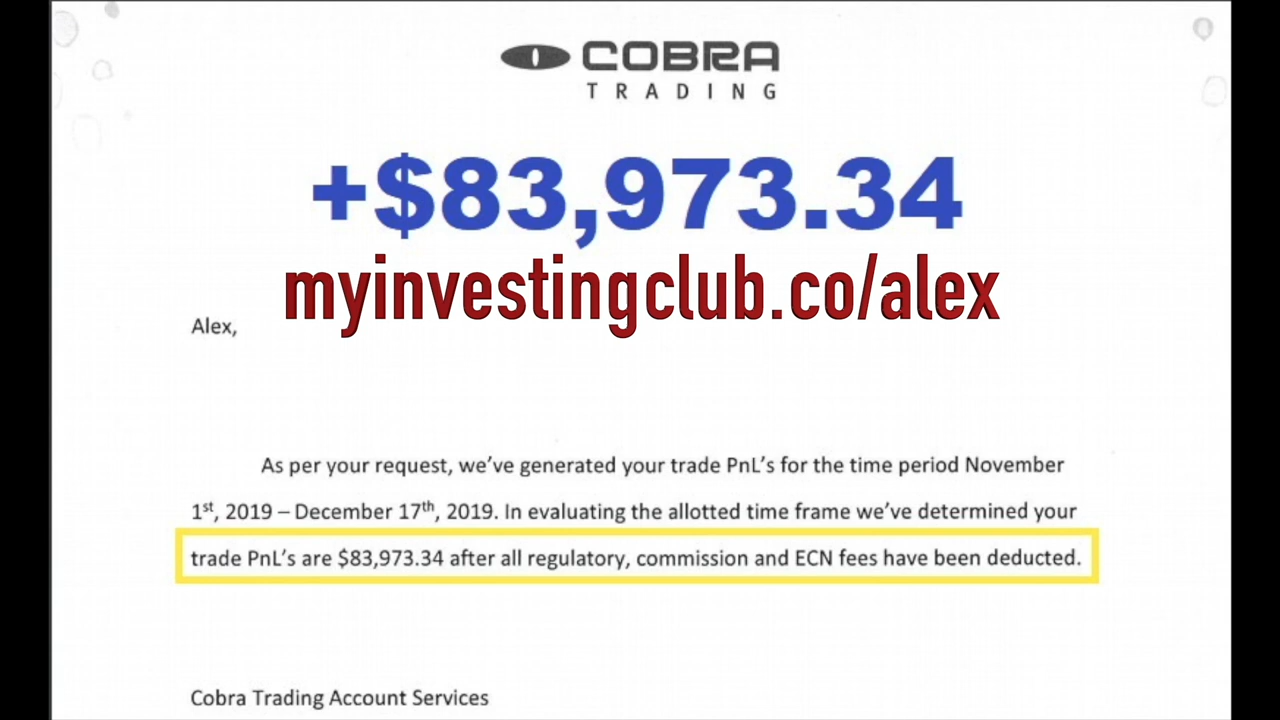 COBRA
TRADING
+$83,973.34
myinvestingclub.co/alex
Alex,
As per your request, we’ve generated your trade PnL’s for the time period November
1st, 2019 – December 17th, 2019. In evaluating the allotted time frame we’ve determined your
trade PnL’s are $83,973.34 after all regulatory, commission and ECN fees have been deducted.
Cobra Trading Account Services